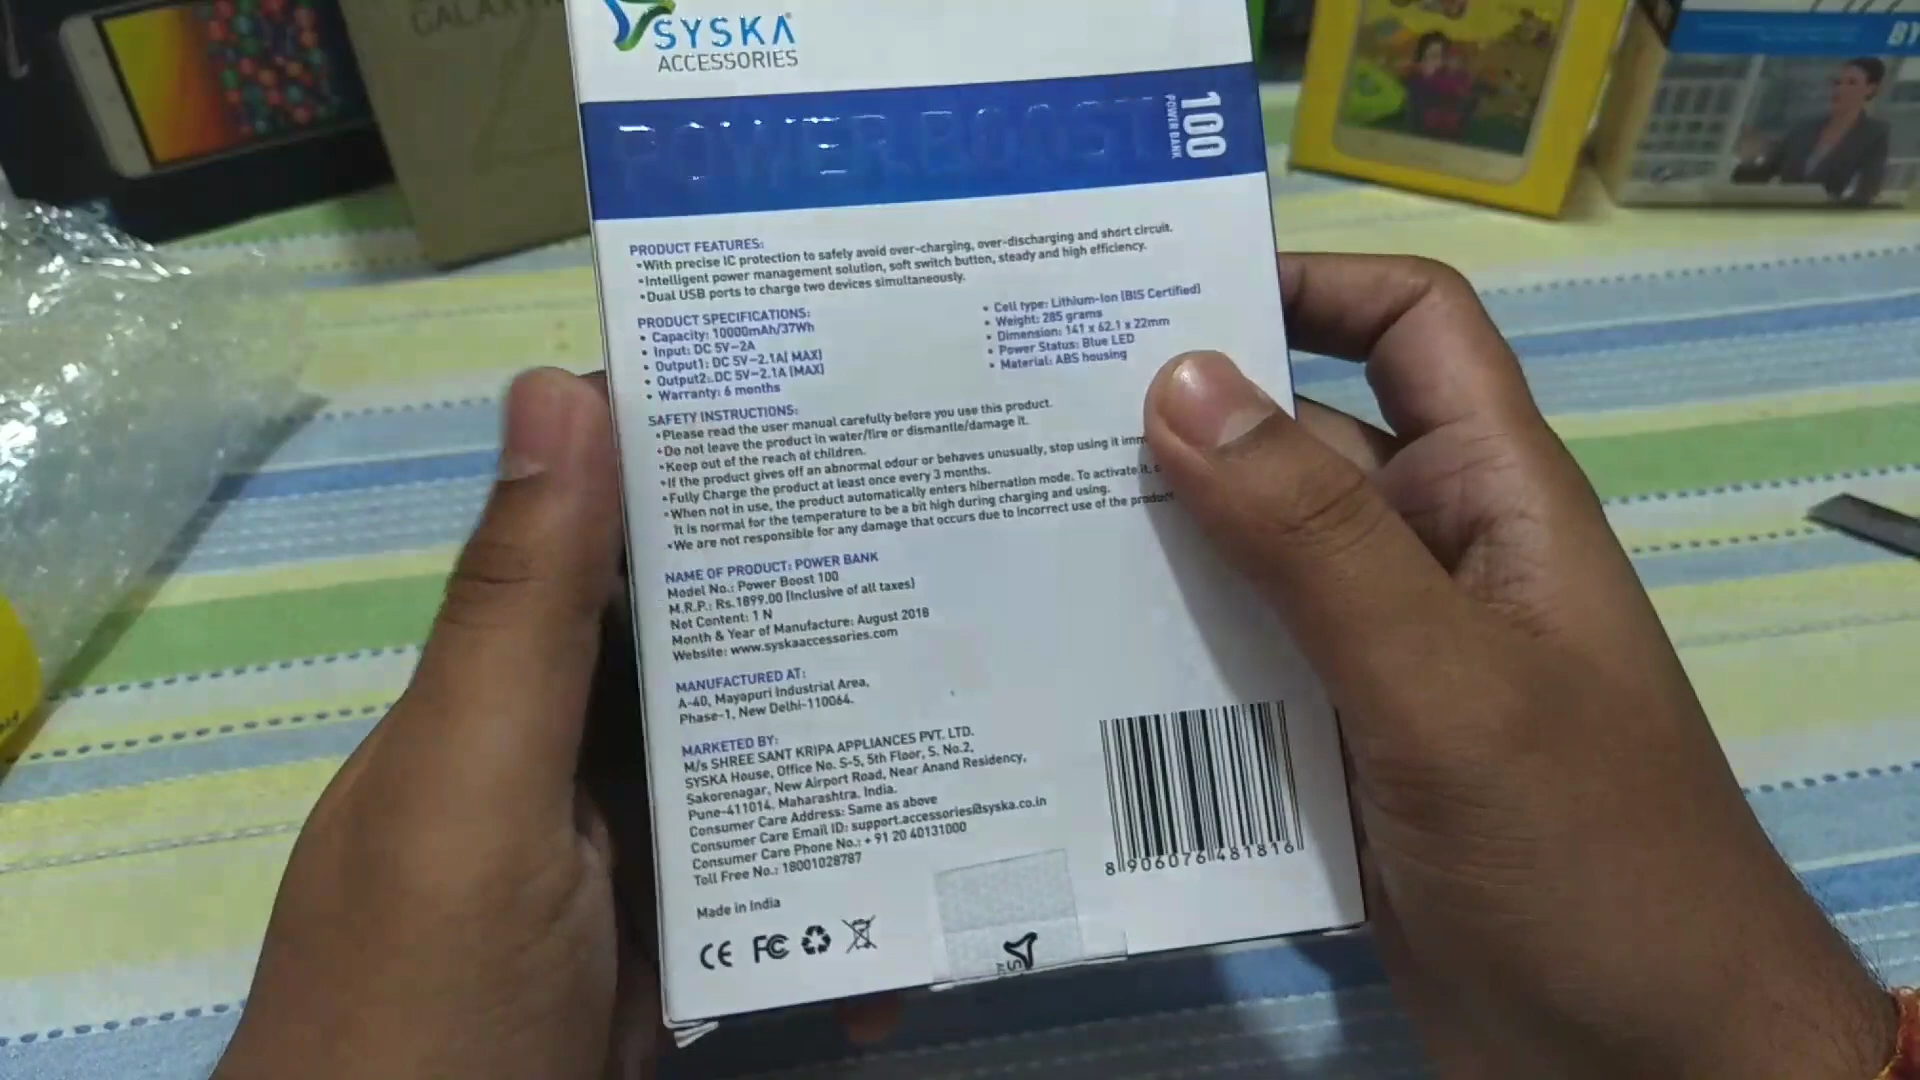 GALAXY
SYSKA
ACCESSORIES
POWER BOOST
100
POWER BANK
BY
PRODUCT FEATURES:
•With precise IC protection to safely avoid over-charging, over-discharging and short circuit.
•Intelligent power management solution, soft switch button, steady and high efficiency.
•Dual USB ports to charge two devices simultaneously.
PRODUCT SPECIFICATIONS:
• Capacity: 10000mAh/37Wh
• Input: DC 5V-2A
• Output1: DC 5V-2.1A( MAX)
• Output2: DC 5V-2.1A (MAX)
• Warranty: 6 months
• Cell type: Lithium-Ion (BIS Certified)
• Weight: 285 grams
• Dimension: 141 x 62.1 x 22mm
• Power Status: Blue LED
• Material: ABS housing
SAFETY INSTRUCTIONS:
•Please read the user manual carefully before you use this product.
•Do not leave the product in water/fire or dismantle/damage it.
•Keep out of the reach of children.
•If the product gives off an abnormal odour or behaves unusually, stop using it imm
•Fully Charge the product at least once every 3 months.
•When not in use, the product automatically enters hibernation mode. To activate it,
It is normal for the temperature to be a bit high during charging and using.
•We are not responsible for any damage that occurs due to incorrect use of the product
NAME OF PRODUCT: POWER BANK
Model No.: Power Boost 100
M.R.P.: Rs.1899.00 (Inclusive of all taxes)
Net Content: 1 N
Month & Year of Manufacture: August 2018
Website: www.syskaaccessories.com
MANUFACTURED AT:
A-40, Mayapuri Industrial Area,
Phase-1, New Delhi-110064.
MARKETED BY:
M/s SHREE SANT KRIPA APPLIANCES PVT. LTD.
SYSKA House, Office No. S-5, 5th Floor, S. No.2,
Sakorenagar, New Airport Road, Near Anand Residency,
Pune-411014. Maharashtra. India.
Consumer Care Address: Same as above
Consumer Care Email ID: support.accessories@syska.co.in
Consumer Care Phone No.: + 91 20 40131000
Toll Free No.: 18001028787
Made in India
CE FC
8 906076 481816